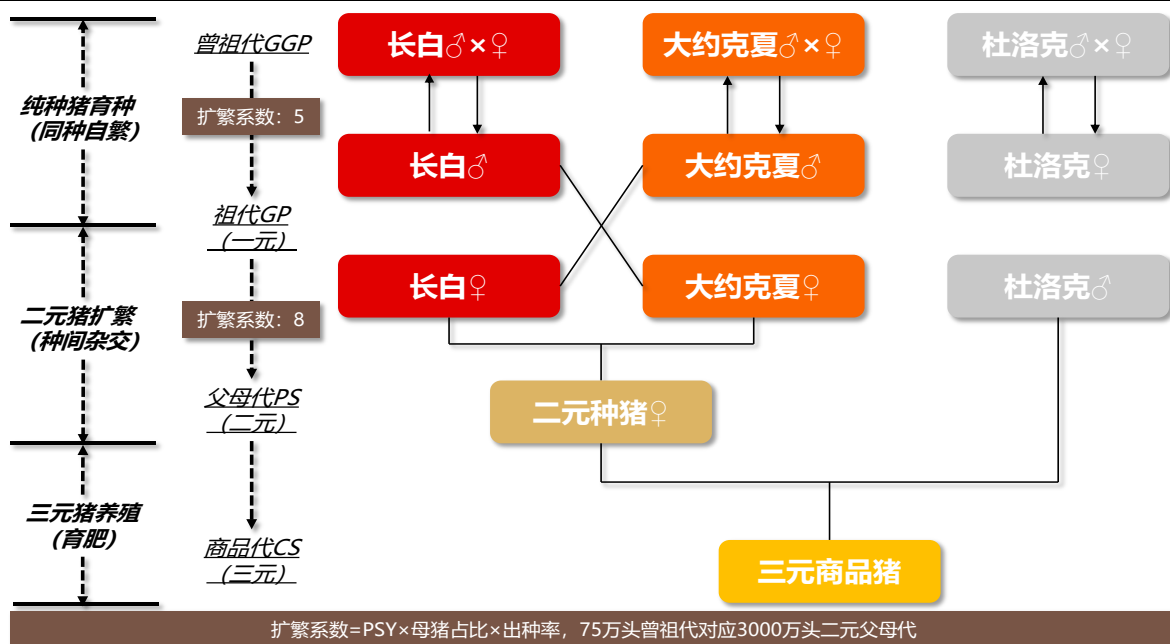 曾祖代GGP
长白♂×♀
大约克夏♂×♀
杜洛克♂×♀
纯种猪育种
（同种自繁）
扩繁系数：5
长白♂
大约克夏♂
杜洛克♀
祖代GP
（一元）
长白♀
大约克夏♀
杜洛克♂
二元猪扩繁
（种间杂交）
扩繁系数：8
父母代PS
（二元）
二元种猪♀
三元猪养殖
（育肥）
商品代CS
（三元）
三元商品猪
扩繁系数=PSY×母猪占比×出种率，75万头曾祖代对应3000万头二元父母代